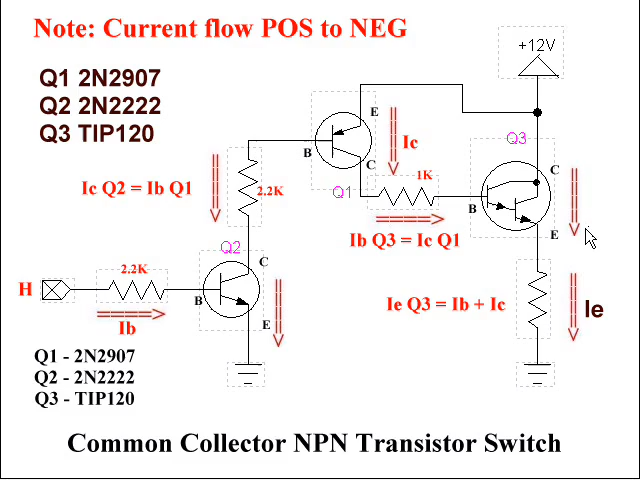 Note: Current flow POS to NEG
+12V
Q1 2N2907
Q2 2N2222
Q3 TIP120
E
Ic
Q3
B
C
C
Ic Q2 = Ib Q1
2.2K
Q1
1K
B
Ib Q3 = Ic Q1
E
Q2
C
2.2K
H
B
Ie Q3 = Ib + Ic
Ie
Ib
E
Q1 - 2N2907
Q2 - 2N2222
Q3 - TIP120
Common Collector NPN Transistor Switch